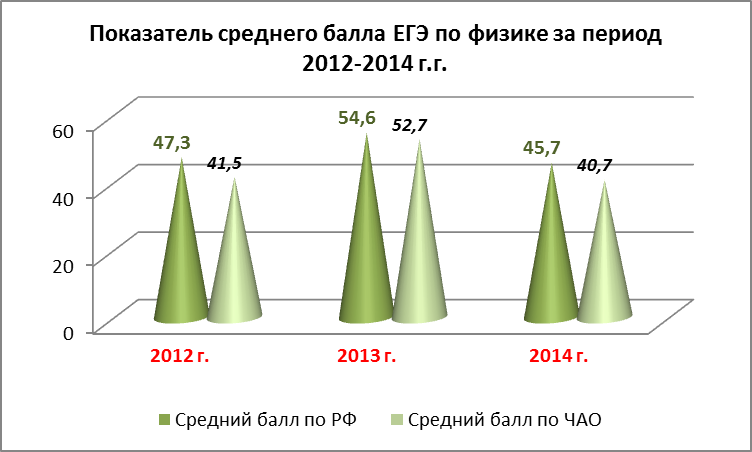 Показатель среднего балла ЕГЭ по физике за период
2012-2014 г.г.
60
40
20
0
47,3
41,5
54,6
52,7
45,7
40,7
2012 г.
2013 г.
2014 г.
Средний балл по РФ
Средний балл по ЧАО